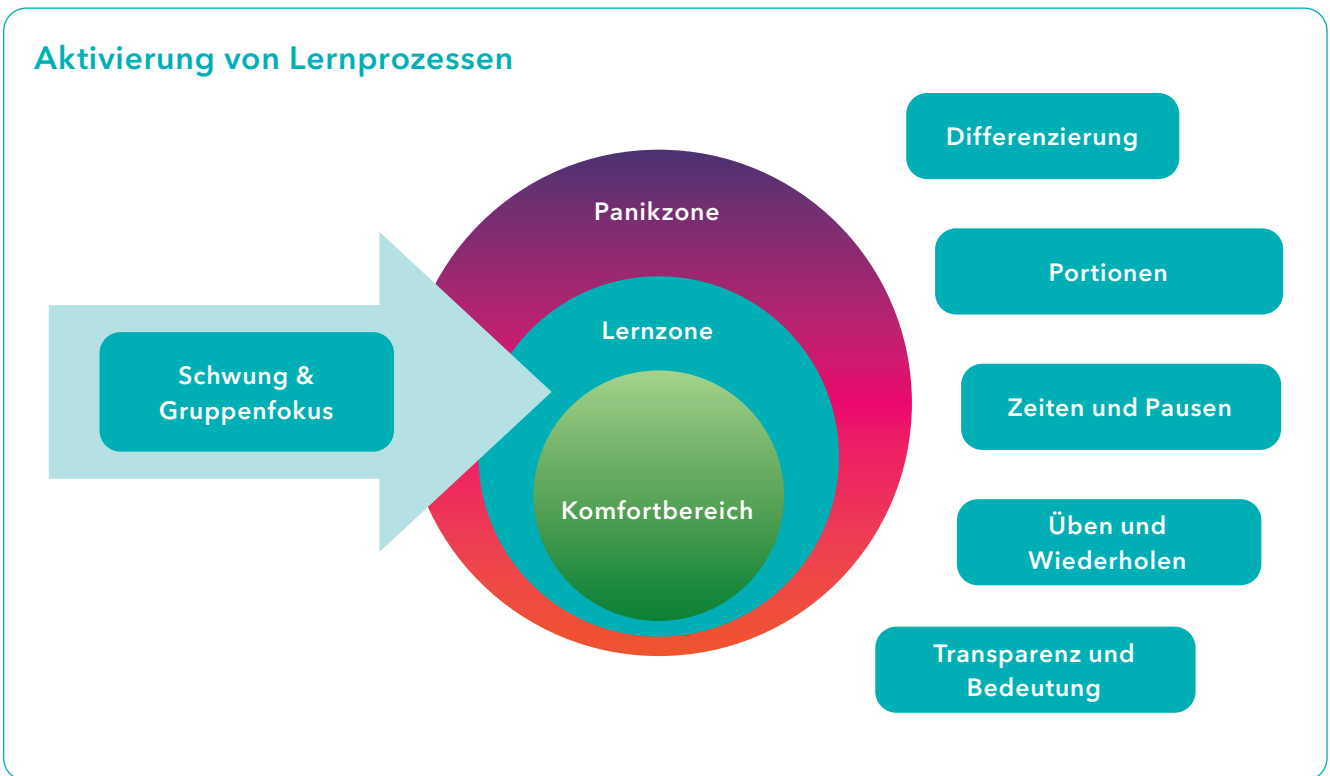 Aktivierung von Lernprozessen
Differenzierung
Panikzone
Portionen
Lernzone
Schwung &
Gruppenfokus
Zeiten und Pausen
Komfortbereich
Üben und
Wiederholen
Transparenz und
Bedeutung